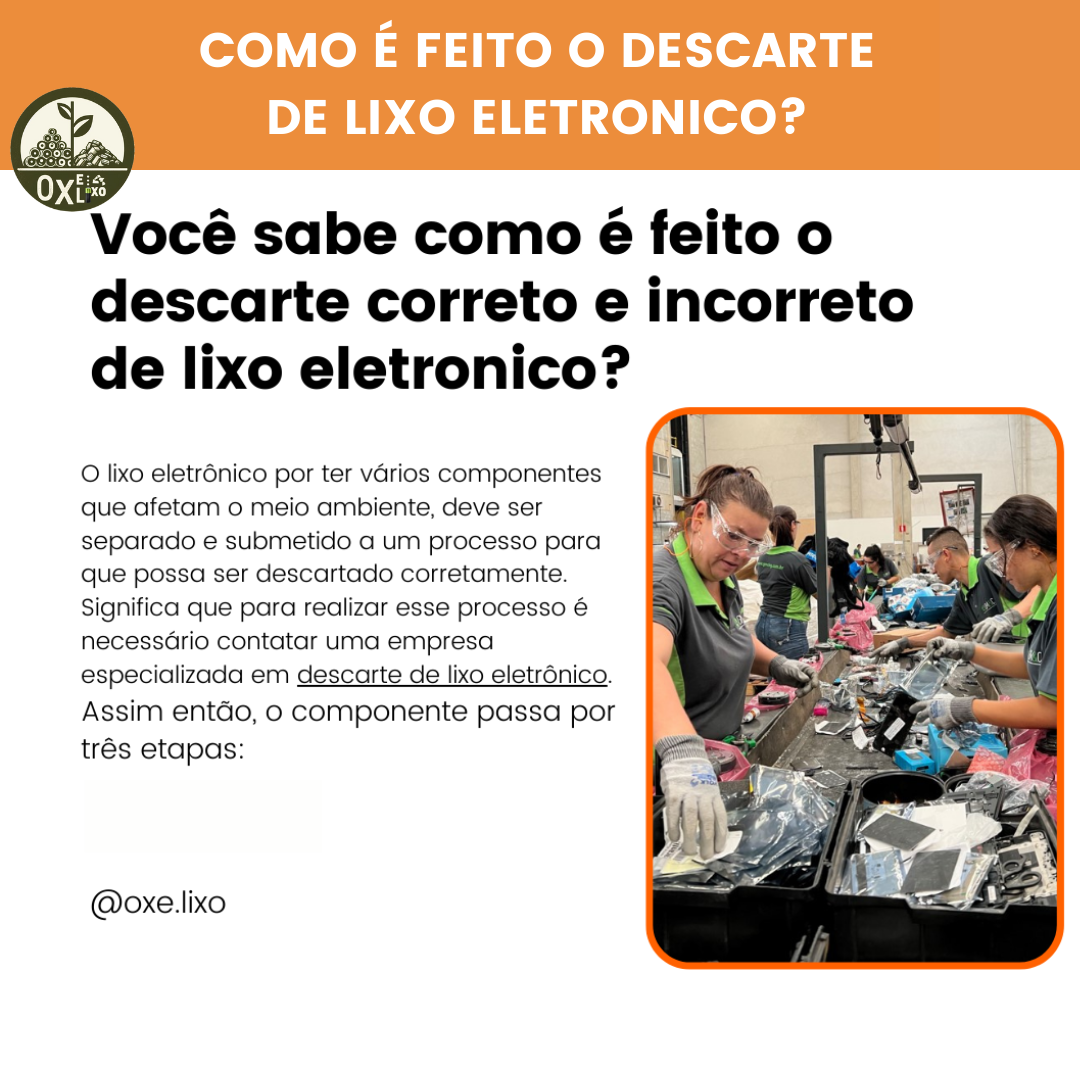 COMO É FEITO O DESCARTE
DE LIXO ELETRONICO?
OXE LIXO
Você sabe como é feito o
descarte correto e incorreto
de lixo eletronico?
O lixo eletrônico por ter vários componentes
que afetam o meio ambiente, deve ser
separado e submetido a um processo para
que possa ser descartado corretamente.
Significa que para realizar esse processo é
necessário contatar uma empresa
especializada em descarte de lixo eletrônico.
Assim então, o componente passa por
três etapas:
@oxe.lixo